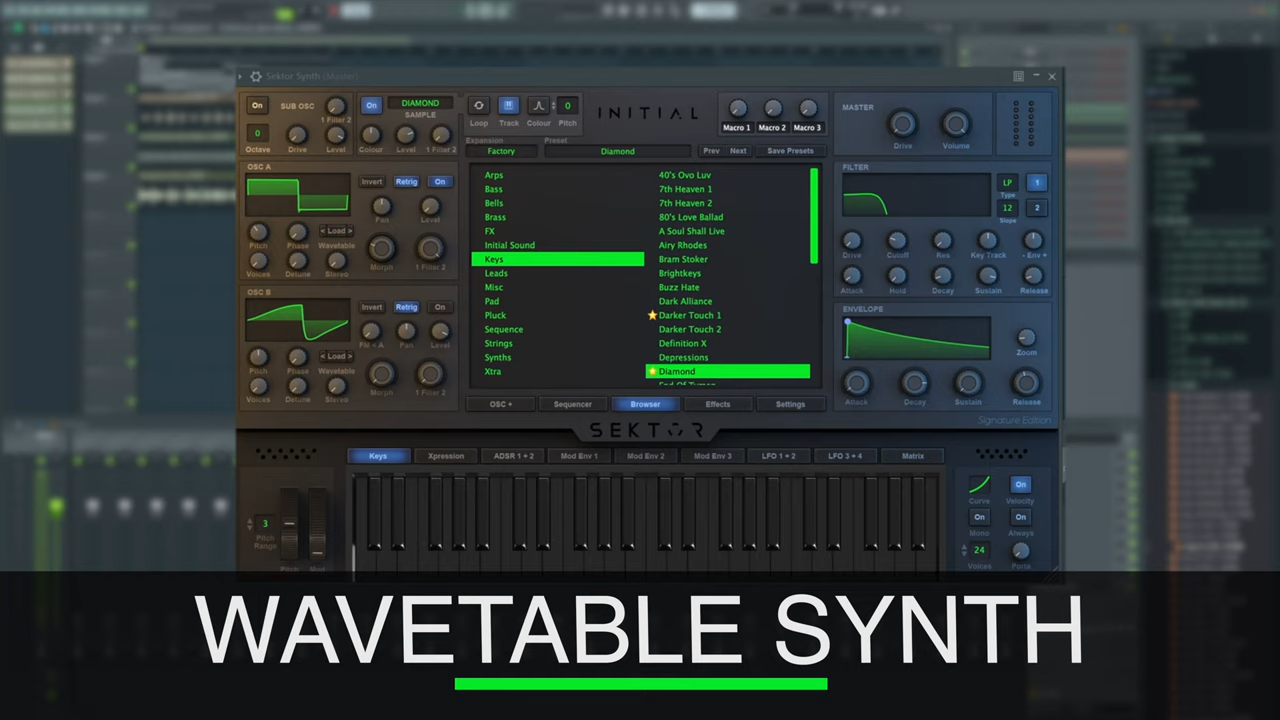 Sektor Synth (Master)
On
SUB OSC
1 Filter 2
0
Octave
Drive
Level
On
DIAMOND
SAMPLE
Colour
Level
1 Filter 2
Loop
Track
Colour
0
Pitch
INITIAL
Macro 1
Macro 2
Macro 3
MASTER
Drive
Volume
Expansion
Factory
Preset
Diamond
Prev
Next
Save Presets
OSC A
Invert
Retrig
On
Pan
Level
Pitch
Phase
< Load >
Wavetable
Voices
Detune
Stereo
Morph
1 Filter 2
OSC B
Invert
Retrig
On
FM < A
Pan
Level
Pitch
Phase
< Load >
Wavetable
Voices
Detune
Stereo
Morph
1 Filter 2
Arps
Bass
Bells
Brass
FX
Initial Sound
Keys
Leads
Misc
Pad
Pluck
Sequence
Strings
Synths
Xtra
40's Ovo Luv
7th Heaven 1
7th Heaven 2
80's Love Ballad
A Soul Shall Live
Airy Rhodes
Bram Stoker
Brightkeys
Buzz Hate
Dark Alliance
Darker Touch 1
Darker Touch 2
Definition X
Depressions
Diamond
FILTER
LP
Type
1
12
Slope
2
Drive
Cutoff
Res
Key Track
- Env +
Attack
Hold
Decay
Sustain
Release
ENVELOPE
Zoom
Attack
Decay
Sustain
Release
OSC +
Sequencer
Browser
Effects
Settings
Signature Edition
SEKTOR
Keys
Xpression
ADSR 1 + 2
Mod Env 1
Mod Env 2
Mod Env 3
LFO 1 + 2
LFO 3 + 4
Matrix
3
Pitch
Range
Pitch
Mod
Curve
On
Velocity
On
Mono
On
Always
24
Voices
Porta
WAVETABLE SYNTH